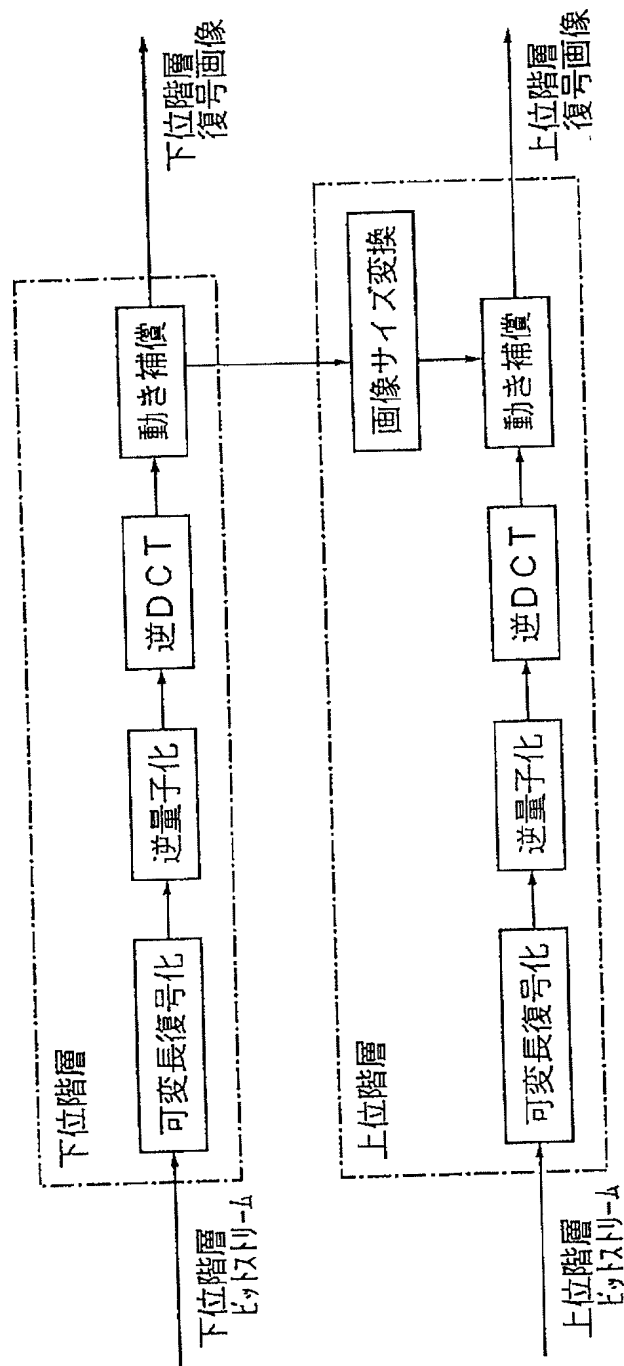 下位階層
ビットストリーム
下位階層
可変長復号化
逆量子化
逆DCT
動き補償
下位階層
復号画像
上位階層
ビットストリーム
上位階層
可変長復号化
逆量子化
逆DCT
画像サイズ変換
動き補償
上位階層
復号画像